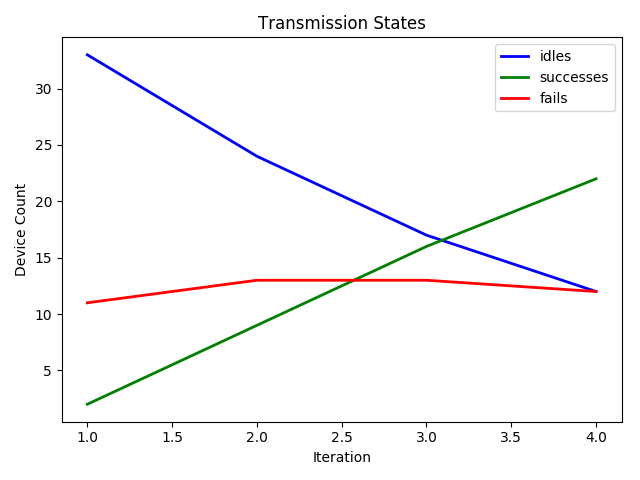 Transmission States
idles
successes
fails
Device Count
30
25
20
15
10
5
1.0 1.5 2.0 2.5 3.0 3.5 4.0
Iteration